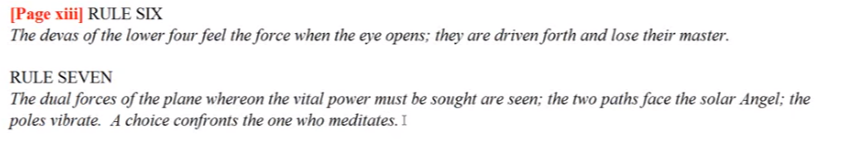 [Page xiii] RULE SIX
The devas of the lower four feel the force when the eye opens; they are driven forth and lose their master.
RULE SEVEN
The dual forces of the plane whereon the vital power must be sought are seen; the two paths face the solar Angel; the
poles vibrate. A choice confronts the one who meditates.